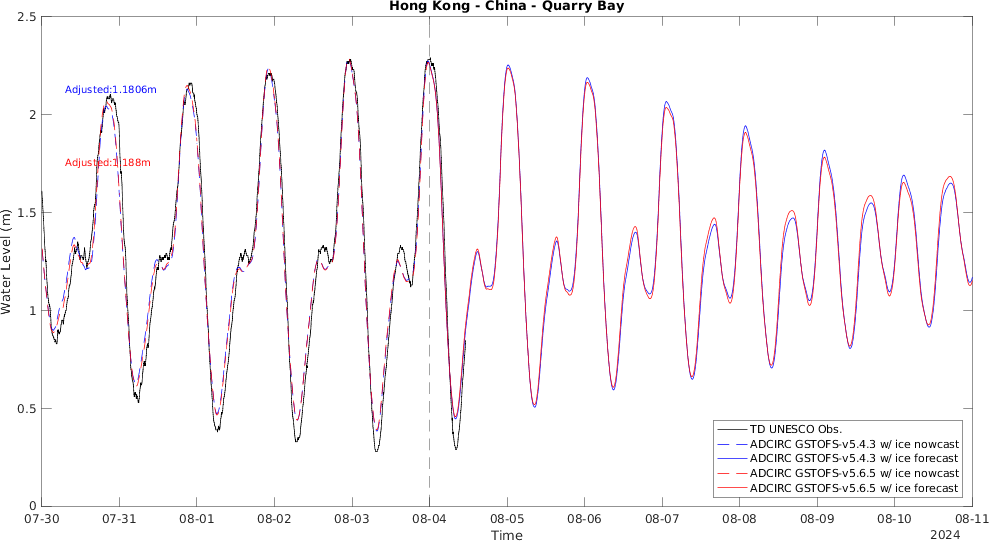 Hong Kong - China - Quarry Bay
2.5
2
1.5
1
0.5
0
Water Level (m)
Adjusted:1.1806m
Adjusted:1.188m
TD UNESCO Obs.
ADCIRC GSTOFS-v5.4.3 w/ ice nowcast
ADCIRC GSTOFS-v5.4.3 w/ ice forecast
ADCIRC GSTOFS-v5.6.5 w/ ice nowcast
ADCIRC GSTOFS-v5.6.5 w/ ice forecast
07-30 07-31 08-01 08-02 08-03 08-04 08-05 08-06 08-07 08-08 08-09 08-10 08-11
Time
2024